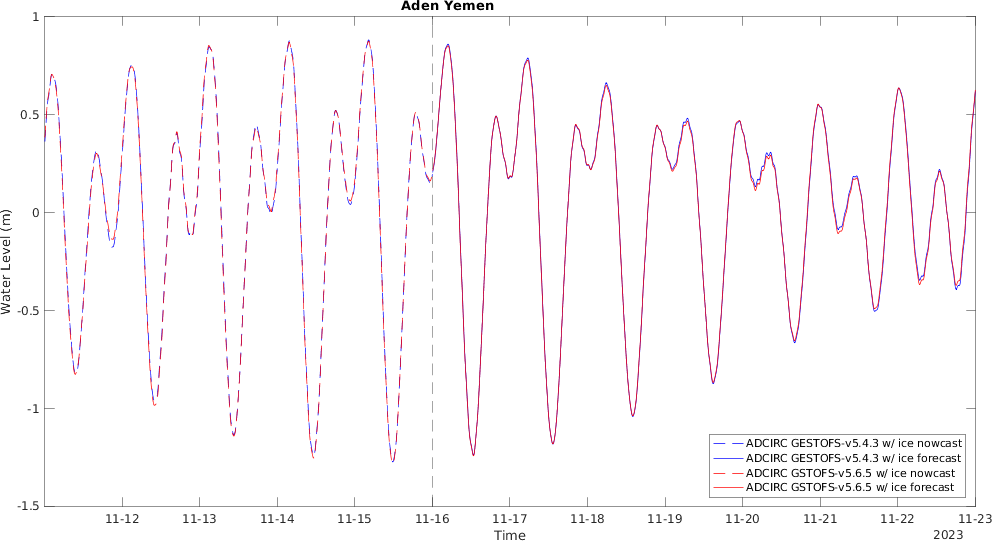 Aden Yemen
1
0.5
0
-0.5
-1
-1.5
Water Level (m)
11-12 11-13 11-14 11-15 11-16 11-17 11-18 11-19 11-20 11-21 11-22 11-23
Time
2023
ADCIRC GESTOFS-v5.4.3 w/ ice nowcast
ADCIRC GESTOFS-v5.4.3 w/ ice forecast
ADCIRC GSTOFS-v5.6.5 w/ ice nowcast
ADCIRC GSTOFS-v5.6.5 w/ ice forecast